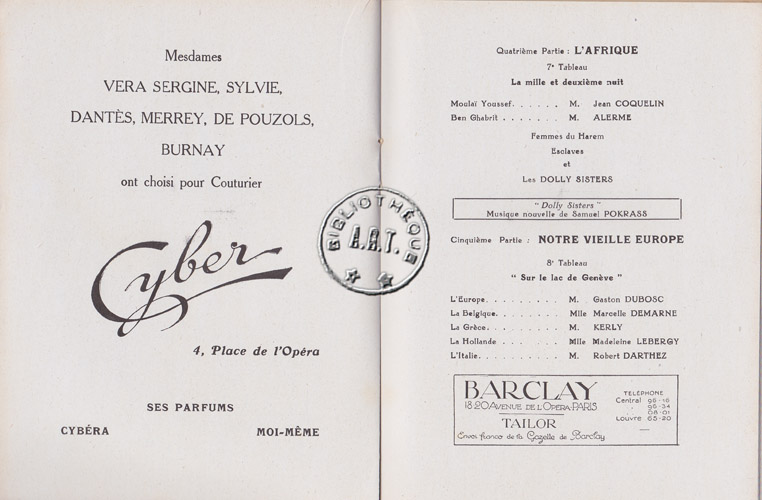 Mesdames
VERA SERGINE, SYLVIE,
DANTÈS, MERREY, DE POUZOLS,
BURNAY
ont choisi pour Couturier
Cyber
4, Place de l'Opéra
SES PARFUMS
CYBÉRA MOI-MÊME
BIBLIOTHÈQUE
A.R.T.
Quatrième Partie : L'AFRIQUE
7e Tableau
La mille et deuxième nuit
Moulaï Youssef. . . . . . M. Jean COQUELIN
Ben Ghabrit . . . . . . . M. ALERME
Femmes du Harem
Esclaves
et
Les DOLLY SISTERS
" Dolly Sisters "
Musique nouvelle de Samuel POKRASS
Cinquième Partie : NOTRE VIEILLE EUROPE
8e Tableau
" Sur le lac de Genève "
L'Europe. . . . . . . . . M. Gaston DUBOSC
La Belgique. . . . . . . . Mlle Marcelle DEMARNE
La Grèce. . . . . . . . . M. KERLY
La Hollande . . . . . . . Mlle Madeleine LEBERGY
L'Italie. . . . . . . . . . M. Robert DARTHEZ
BARCLAY
18·20 AVENUE DE L'OPERA·PARIS
TAILOR
Envoi franco de la Gazette de Barclay
TÉLÉPHONE
Central 96-16
" 96-34
" 08-01
Louvre 65-20